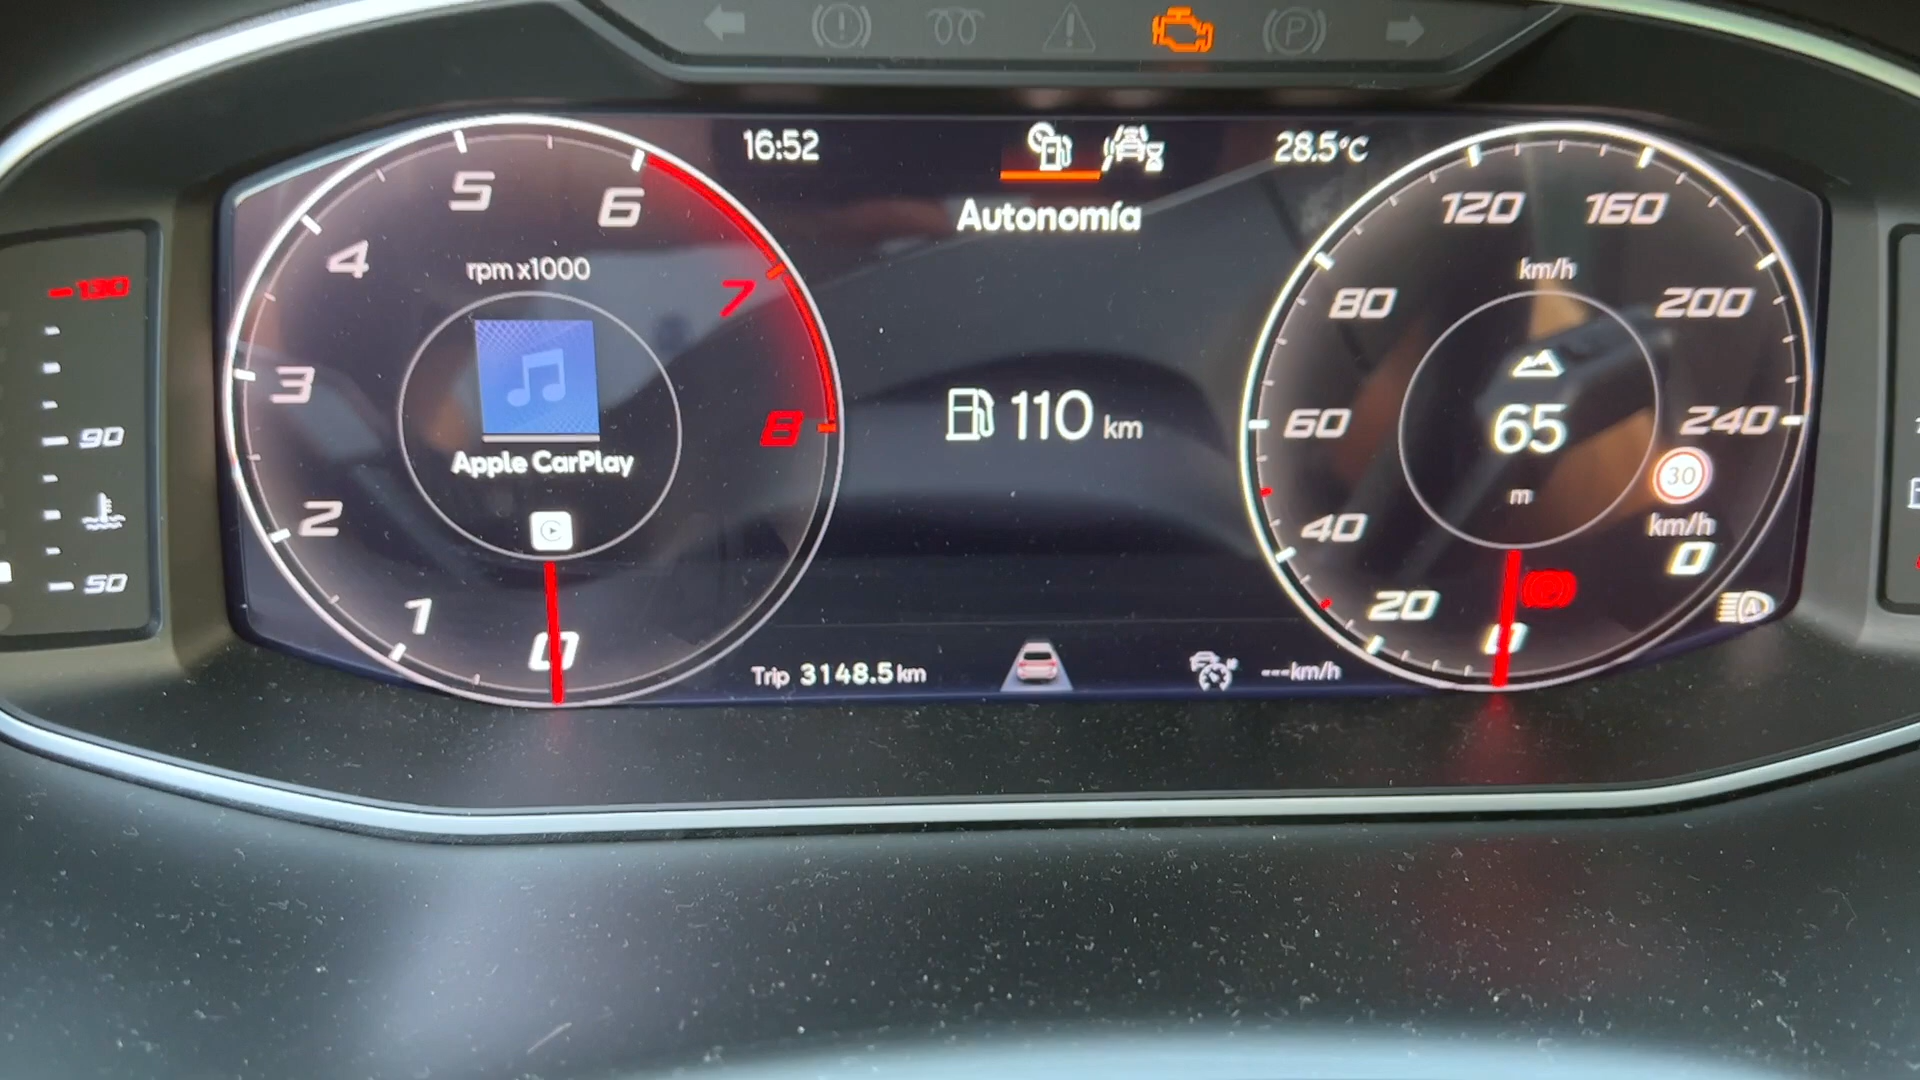 16:52
28.5°C
Autonomía
rpm x1000
0
1
2
3
4
5
6
7
8
Apple CarPlay
110 km
Trip 3148.5 km
---km/h
km/h
0
20
40
60
80
120
160
200
240
65
m
30
km/h
0
130
90
50